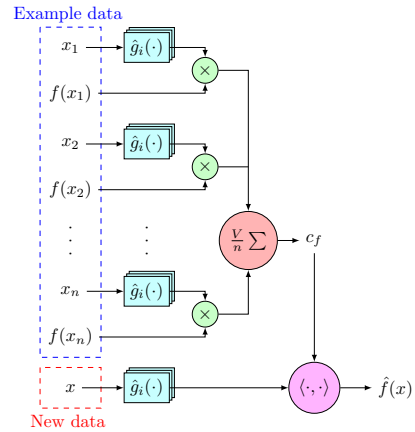 Example data
x₁ ĝᵢ(·)
×
f(x₁)
x₂ ĝᵢ(·)
×
f(x₂)
⋮ ⋮
V/n ∑ c_f
xₙ ĝᵢ(·)
×
f(xₙ)
x ĝᵢ(·) ⟨·,·⟩ f̂(x)
New data